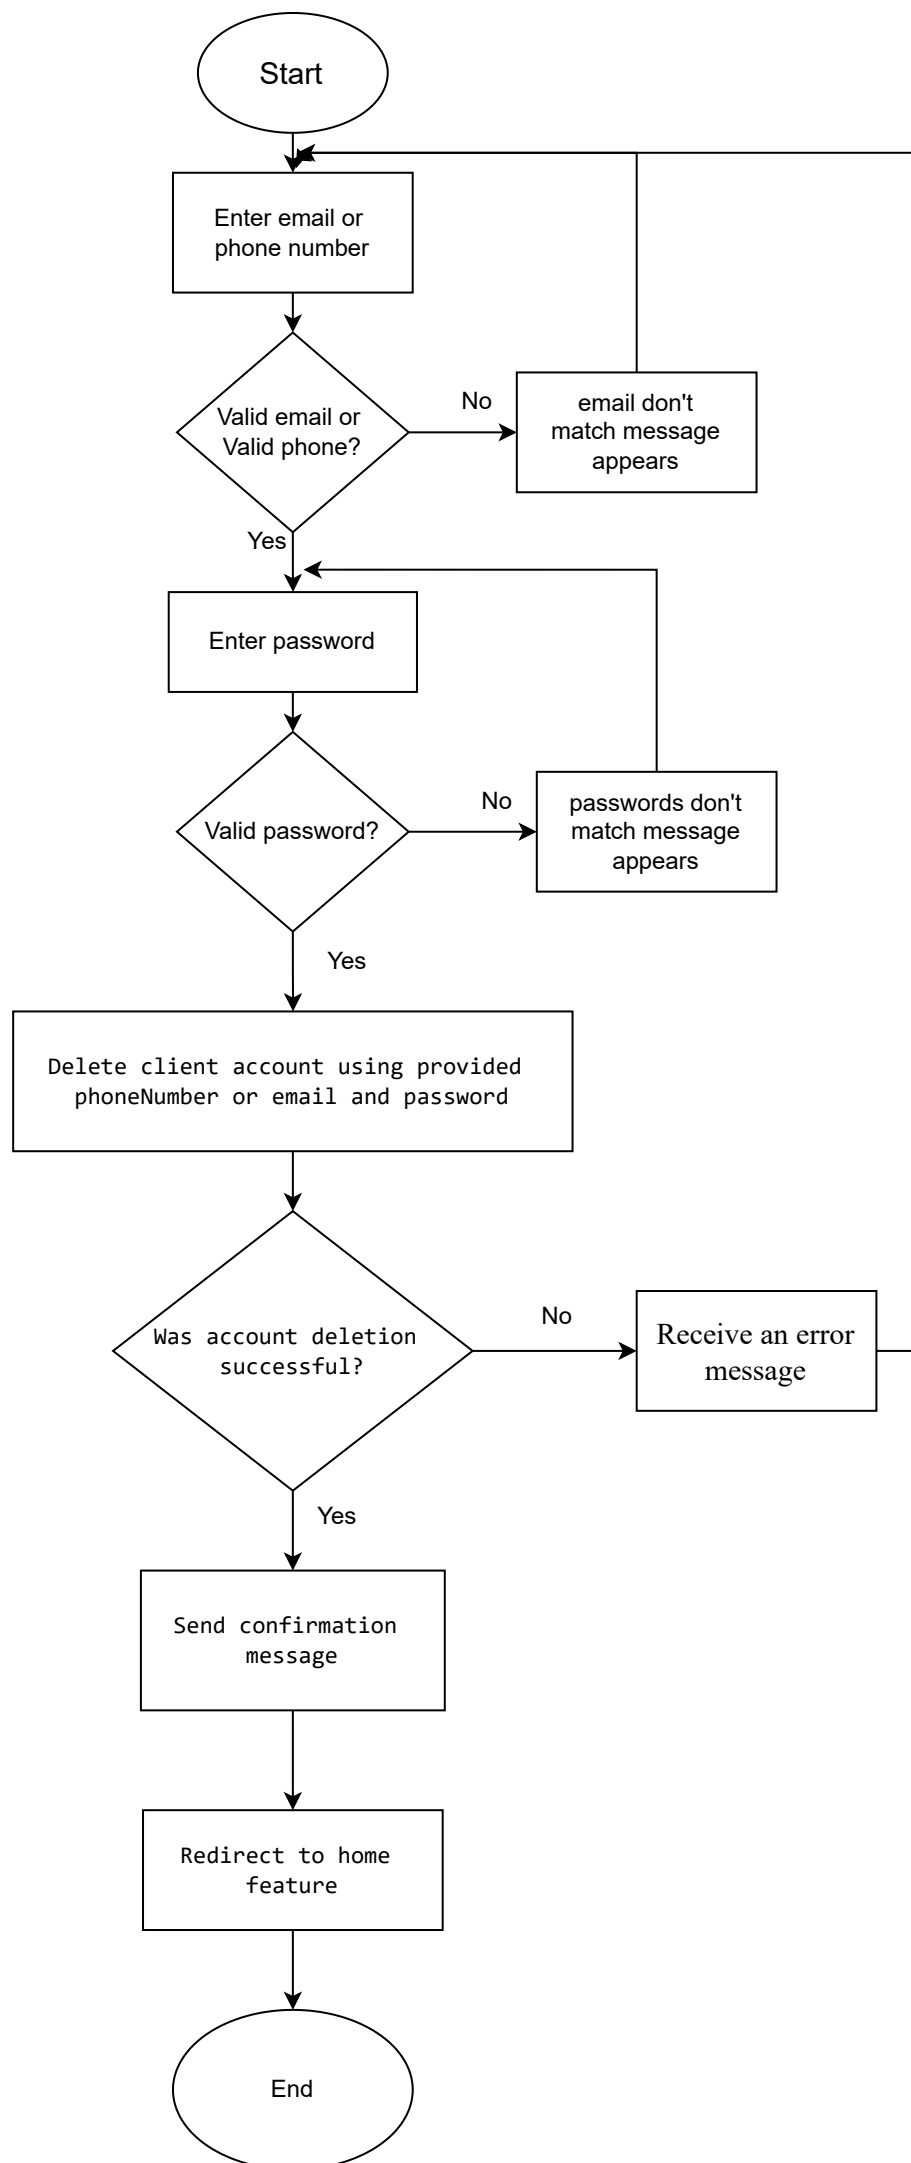 Start
Enter email or
phone number
Valid email or
Valid phone?
No
email don't
match message
appears
Yes
Enter password
Valid password?
No
passwords don't
match message
appears
Yes
Delete client account using provided
phoneNumber or email and password
Was account deletion
successful?
No
Receive an error
message
Yes
Send confirmation
message
Redirect to home
feature
End